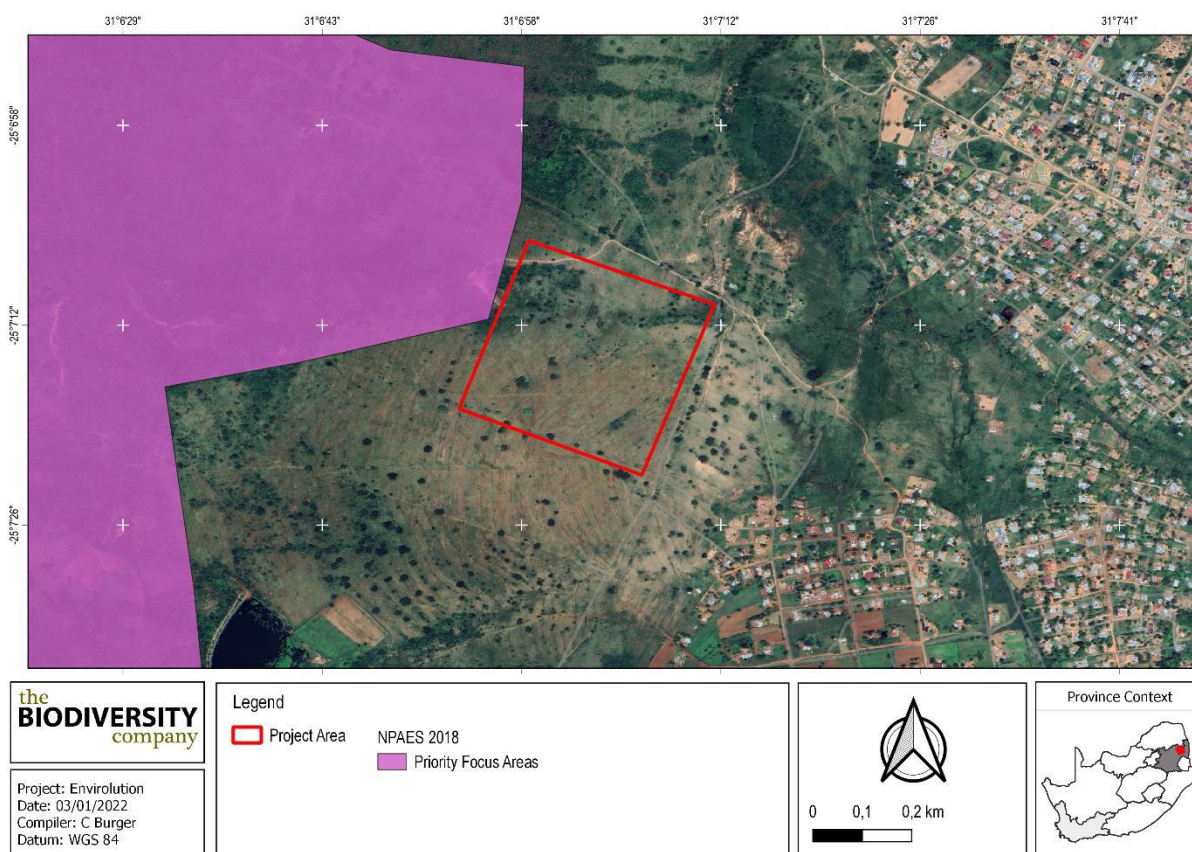 31°6'29" 31°6'43" 31°6'58" 31°7'12" 31°7'26" 31°7'41"
-25°6'58"
-25°7'12"
-25°7'26"
the
BIODIVERSITY
company
Project: Envirolution
Date: 03/01/2022
Compiler: C Burger
Datum: WGS 84
Legend
Project Area
NPAES 2018
Priority Focus Areas
0 0,1 0,2 km
Province Context